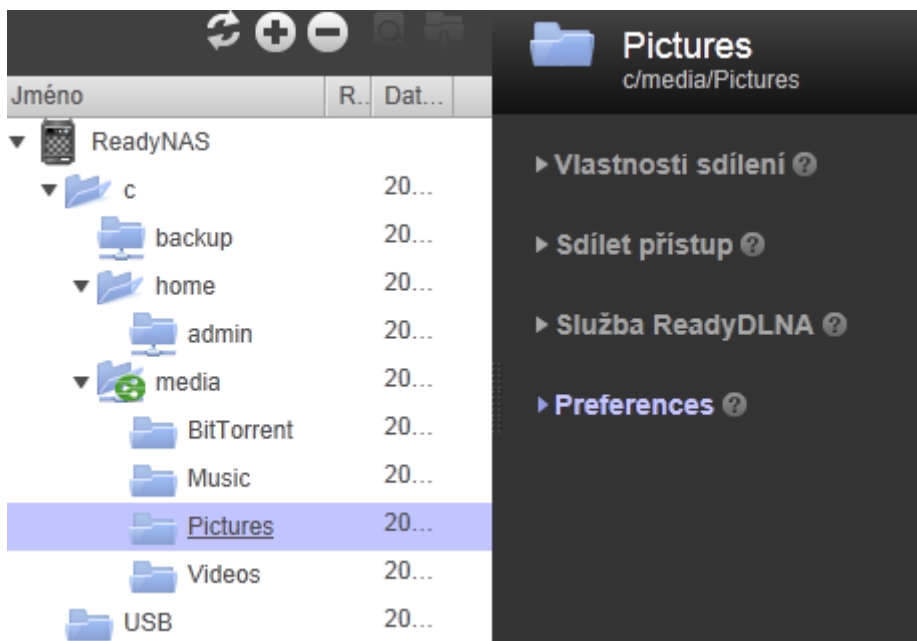 Jméno R.. Dat...
ReadyNAS
c 20...
backup 20...
home 20...
admin 20...
media 20...
BitTorrent 20...
Music 20...
Pictures 20...
Videos 20...
USB 20...
Pictures
c/media/Pictures
Vlastnosti sdílení ?
Sdílet přístup ?
Služba ReadyDLNA ?
Preferences ?